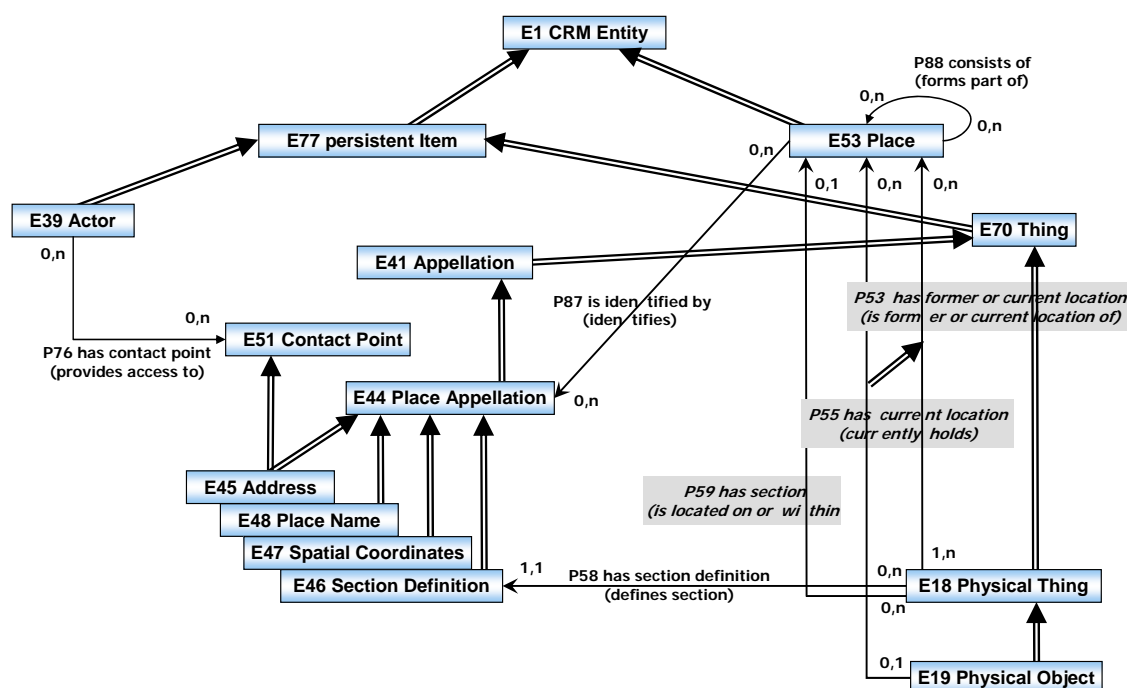 E1 CRM Entity
P88 consists of
(forms part of)
0,n
0,n
E77 persistent Item
E53 Place
0,n
0,1
0,n
0,n
E39 Actor
0,n
E70 Thing
E41 Appellation
P87 is iden tified by
(iden tifies)
P53 has former or current location
(is form er or current location of)
0,n
E51 Contact Point
P76 has contact point
(provides access to)
E44 Place Appellation
0,n
P55 has current location
(curr ently holds)
E45 Address
P59 has section
(is located on or wi thin
E48 Place Name
E47 Spatial Coordinates
E46 Section Definition
1,1
P58 has section definition
(defines section)
0,n
1,n
E18 Physical Thing
0,n
0,1
E19 Physical Object